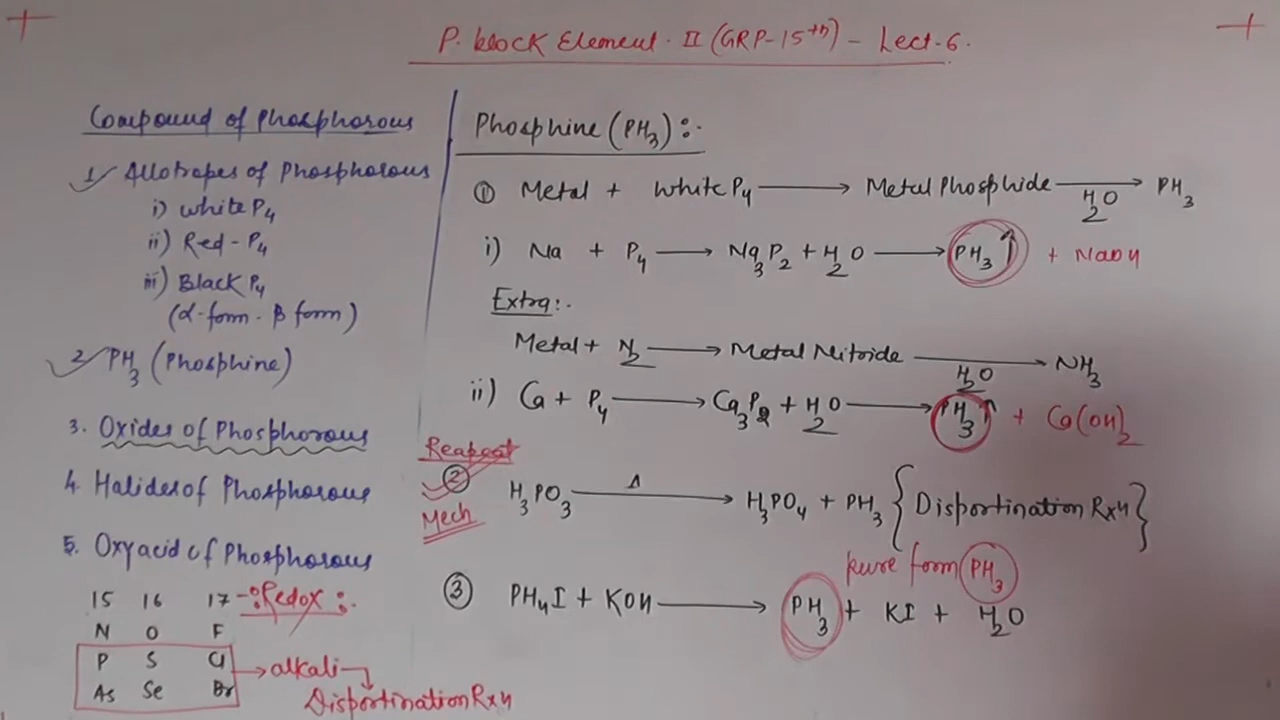 P. block Element. II (GRP-15th) - Lect-6.
Compound of Phosphorous
1 Allotropes of Phosphorous
i) white P4
ii) Red - P4
iii) Black P4
(α-form - β form)
2 PH3 (Phosphine)
3. Oxides of Phosphorous
4. Halides of Phosphorous
5. Oxyacid of Phosphorous
15 16 17 -:Redox:-
N O F
P S Cl
As Se Br
→ alkali → Disportination Rxn
Phosphine (PH3) :-
① Metal + white P4 → Metal Phosphide →H2O PH3
i) Na + P4 → Na3P2 + H2O → PH3↑ + NaOH
Extra:-
Metal + N2 → Metal Nitride →H2O NH3
ii) Ca + P4 → Ca3P2 + H2O → PH3↑ + Ca(OH)2
Reapeat
② H3PO3 →Δ H3PO4 + PH3 {Disportination Rxn}
Mech
pure form PH3
③ PH4I + KOH → PH3 + KI + H2O